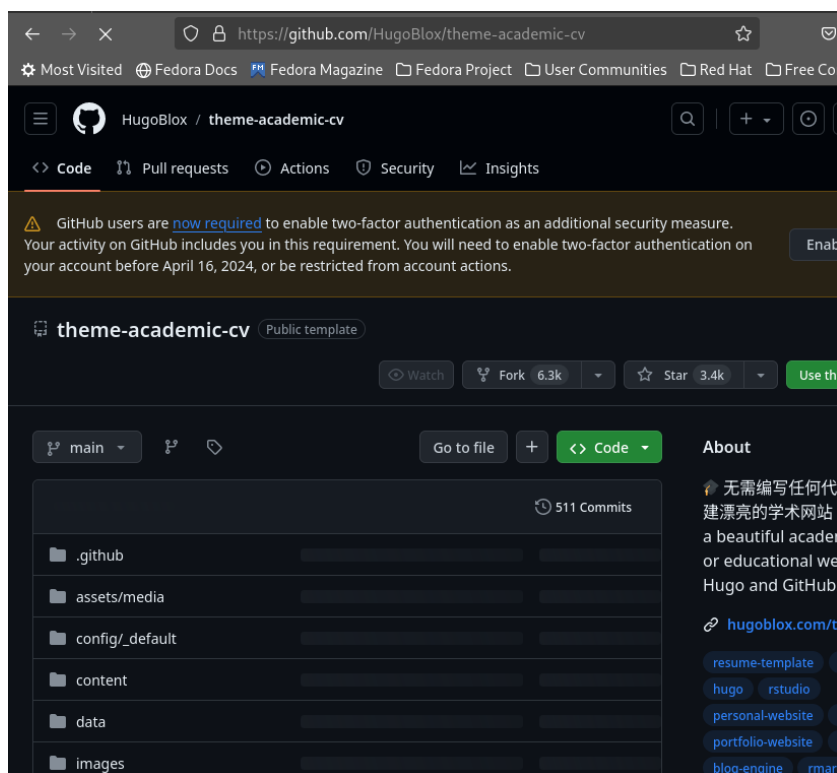 https://github.com/HugoBlox/theme-academic-cv
Most Visited Fedora Docs Fedora Magazine Fedora Project User Communities Red Hat Free Co
HugoBlox / theme-academic-cv
Code Pull requests Actions Security Insights
GitHub users are now required to enable two-factor authentication as an additional security measure.
Your activity on GitHub includes you in this requirement. You will need to enable two-factor authentication on
your account before April 16, 2024, or be restricted from account actions.
Enab
theme-academic-cv Public template
Watch Fork 6.3k Star 3.4k Use th
main Go to file + <> Code
511 Commits
.github
assets/media
config/_default
content
data
images
About
无需编写任何代
建漂亮的学术网站
a beautiful acade
or educational we
Hugo and GitHub
hugoblox.com/t
resume-template
hugo rstudio
personal-website
portfolio-website
blog-engine rmar